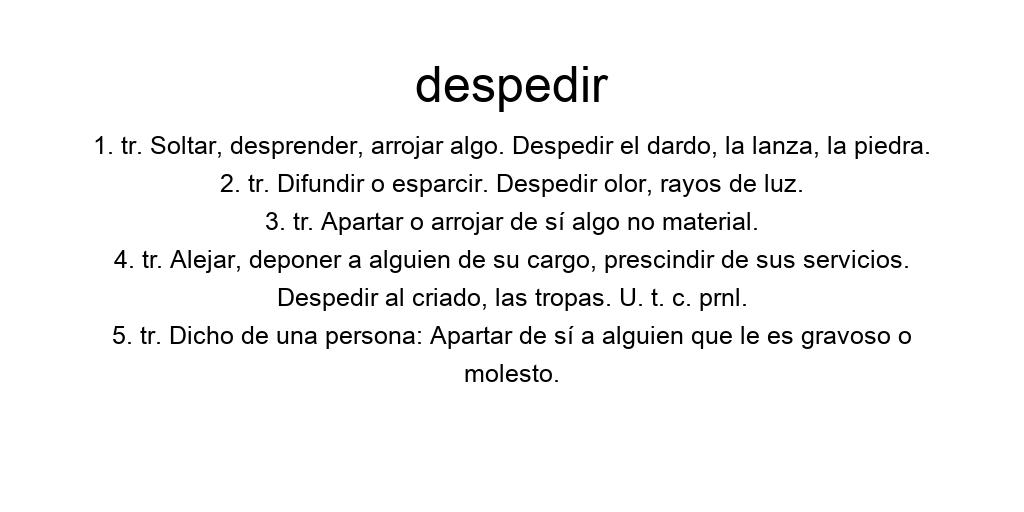 despedir
1. tr. Soltar, desprender, arrojar algo. Despedir el dardo, la lanza, la piedra.
2. tr. Difundir o esparcir. Despedir olor, rayos de luz.
3. tr. Apartar o arrojar de sí algo no material.
4. tr. Alejar, deponer a alguien de su cargo, prescindir de sus servicios.
Despedir al criado, las tropas. U. t. c. prnl.
5. tr. Dicho de una persona: Apartar de sí a alguien que le es gravoso o
molesto.